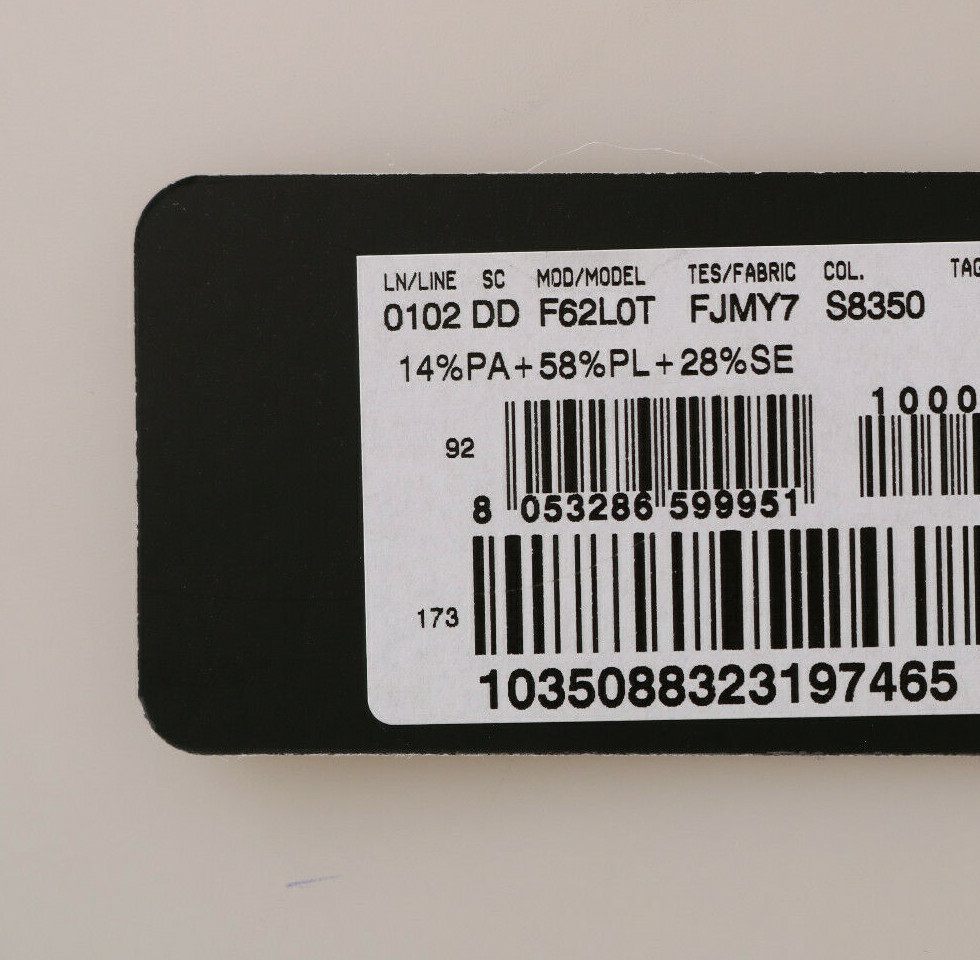 LN/LINE SC MOD/MODEL TES/FABRIC COL.
0102 DD F62L0T FJMY7 S8350
14%PA+58%PL+28%SE
1000
92
8 053286 599951
173
1035088323197465